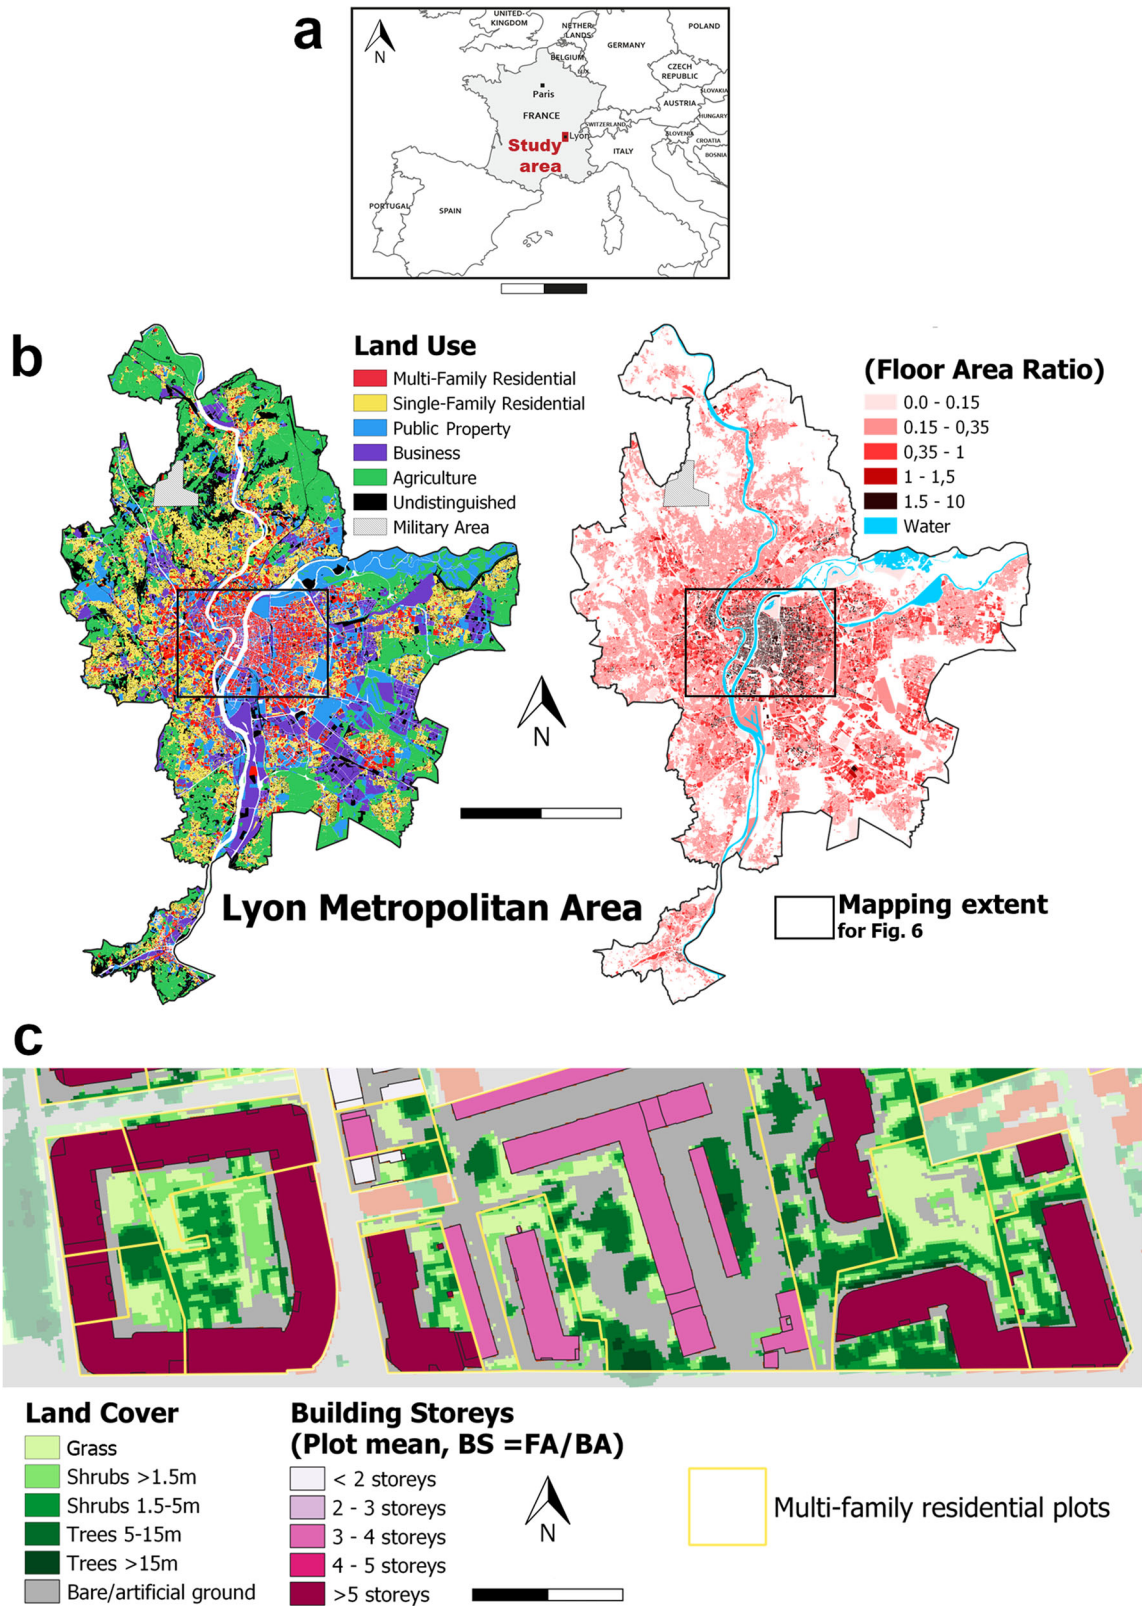 a
N
UNITED-
KINGDOM
NETHER-
LANDS
POLAND
GERMANY
BELGIUM
LUX.
CZECH
REPUBLIC
SLOVAKIA
Paris
AUSTRIA
HUNGARY
FRANCE
SWITZERLAND
SLOVENIA
CROATIA
Lyon
BOSNIA
Study
area
ITALY
PORTUGAL
SPAIN
b
Land Use
Multi-Family Residential
Single-Family Residential
Public Property
Business
Agriculture
Undistinguished
Military Area
(Floor Area Ratio)
0.0 - 0.15
0.15 - 0,35
0,35 - 1
1 - 1,5
1.5 - 10
Water
N
Lyon Metropolitan Area
Mapping extent
for Fig. 6
c
Land Cover
Grass
Shrubs >1.5m
Shrubs 1.5-5m
Trees 5-15m
Trees >15m
Bare/artificial ground
Building Storeys
(Plot mean, BS =FA/BA)
< 2 storeys
2 - 3 storeys
3 - 4 storeys
4 - 5 storeys
>5 storeys
N
Multi-family residential plots